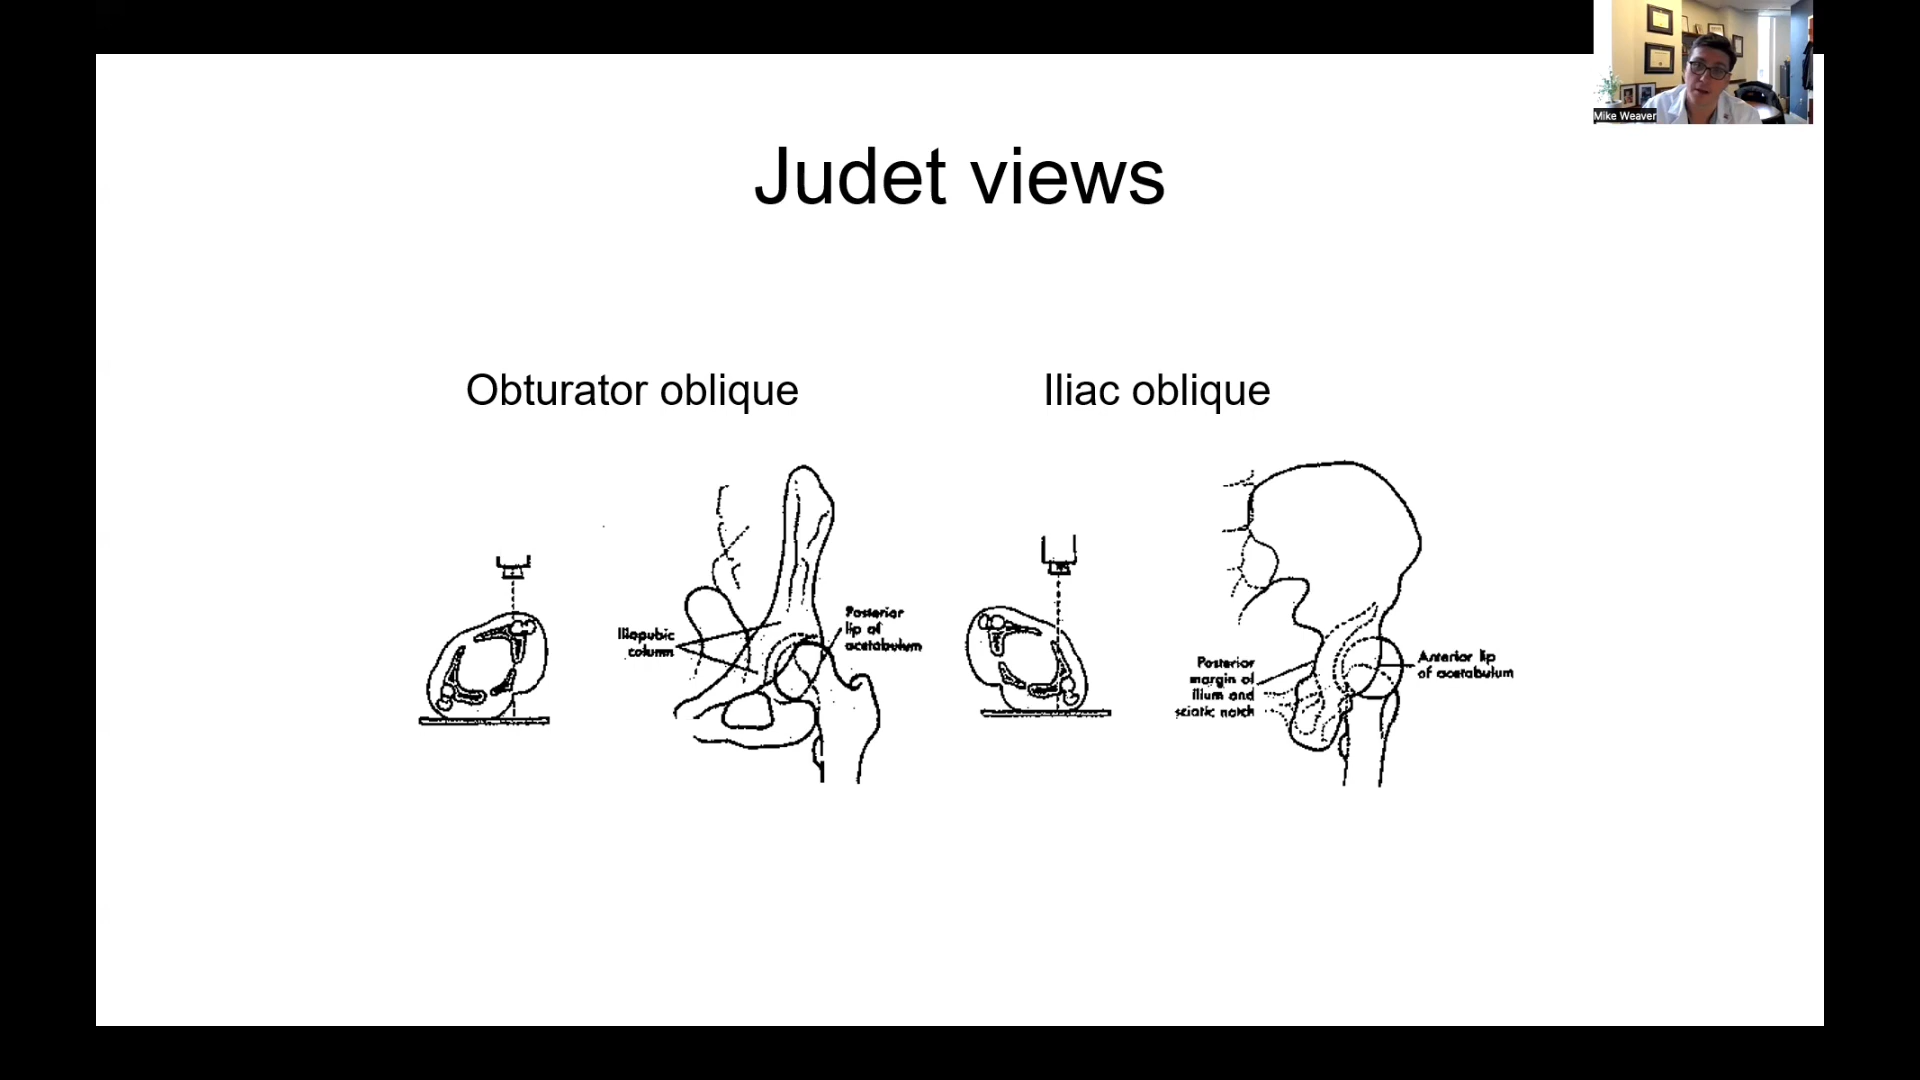 Mike Weaver
Judet views
Obturator oblique
Iliac oblique
Iliopubic
column
Posterior
lip of
acetabulum
Posterior
margin of
ilium and
sciatic notch
Anterior lip
of acetabulum